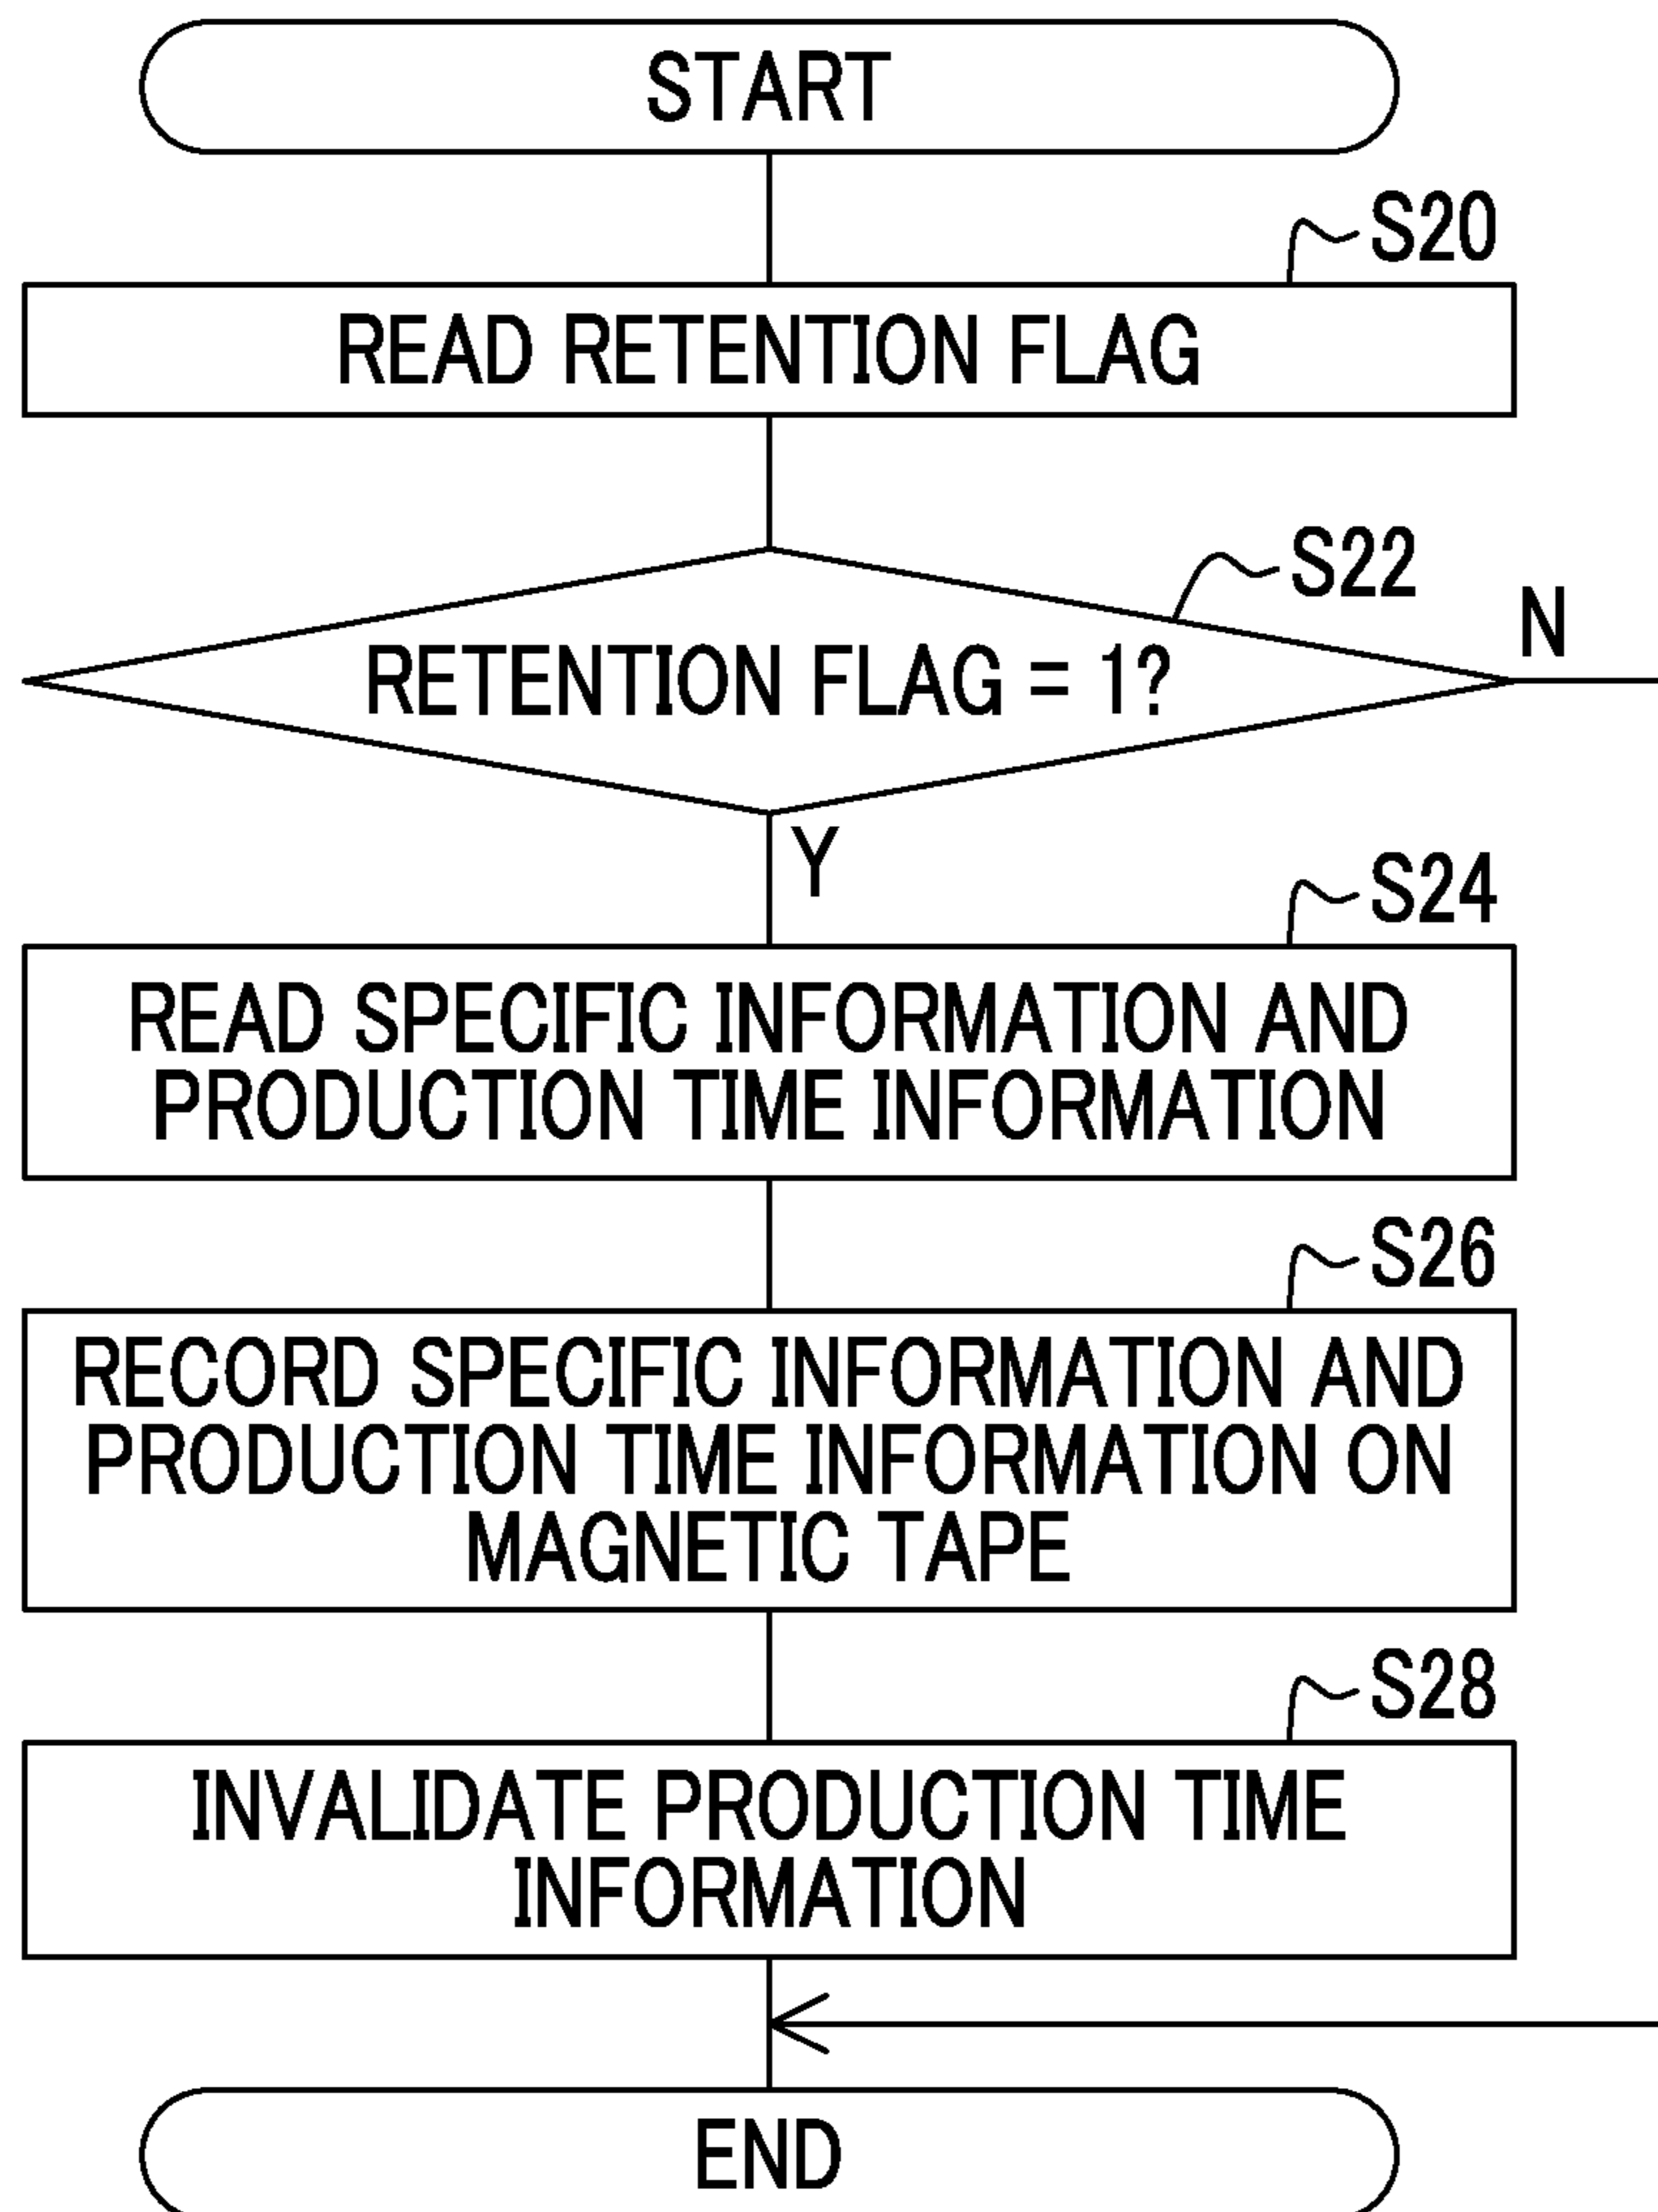 START
S20
READ RETENTION FLAG
S22
N
RETENTION FLAG = 1?
Y
S24
READ SPECIFIC INFORMATION AND
PRODUCTION TIME INFORMATION
S26
RECORD SPECIFIC INFORMATION AND
PRODUCTION TIME INFORMATION ON
MAGNETIC TAPE
S28
INVALIDATE PRODUCTION TIME
INFORMATION
END